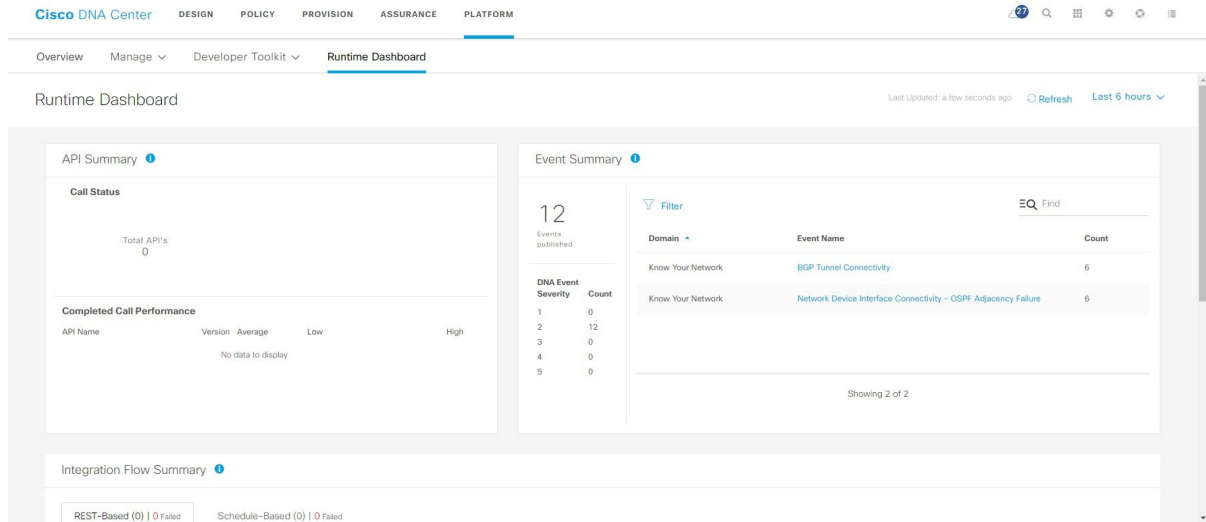 Cisco DNA Center DESIGN POLICY PROVISION ASSURANCE PLATFORM 27
Overview Manage Developer Toolkit Runtime Dashboard
Runtime Dashboard Last Updated: a few seconds ago Refresh Last 6 hours
API Summary
Call Status
Total API's
0
Completed Call Performance
API Name Version Average Low High
No data to display
Event Summary
12
Events
published
DNA Event
Severity Count
1 0
2 12
3 0
4 0
5 0
Filter Find
Domain Event Name Count
Know Your Network BGP Tunnel Connectivity 6
Know Your Network Network Device Interface Connectivity - OSPF Adjacency Failure 6
Showing 2 of 2
Integration Flow Summary
REST-Based (0) | 0 Failed Schedule-Based (0) | 0 Failed